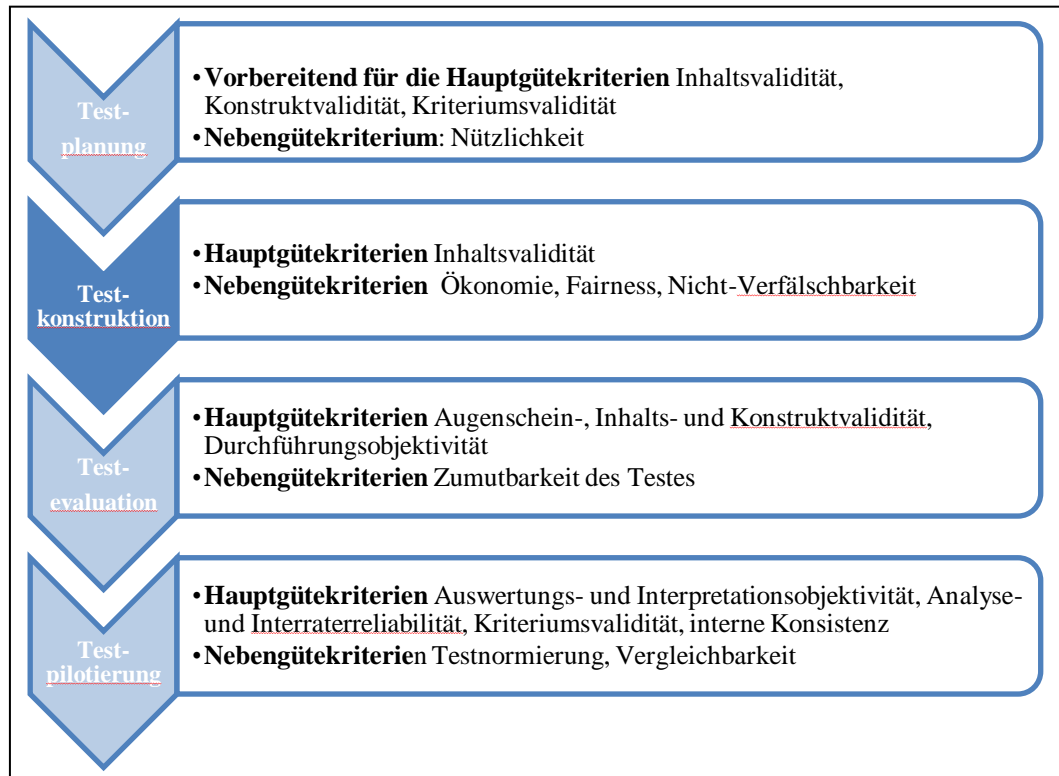 Test-
planung
•Vorbereitend für die Hauptgütekriterien Inhaltsvalidität,
Konstruktvalidität, Kriteriumsvalidität
•Nebengütekriterium: Nützlichkeit
Test-
konstruktion
•Hauptgütekriterien Inhaltsvalidität
•Nebengütekriterien Ökonomie, Fairness, Nicht-Verfälschbarkeit
Test-
evaluation
•Hauptgütekriterien Augenschein-, Inhalts- und Konstruktvalidität,
Durchführungsobjektivität
•Nebengütekriterien Zumutbarkeit des Testes
Test-
pilotierung
•Hauptgütekriterien Auswertungs- und Interpretationsobjektivität, Analyse-
und Interraterreliabilität, Kriteriumsvalidität, interne Konsistenz
•Nebengütekriterien Testnormierung, Vergleichbarkeit